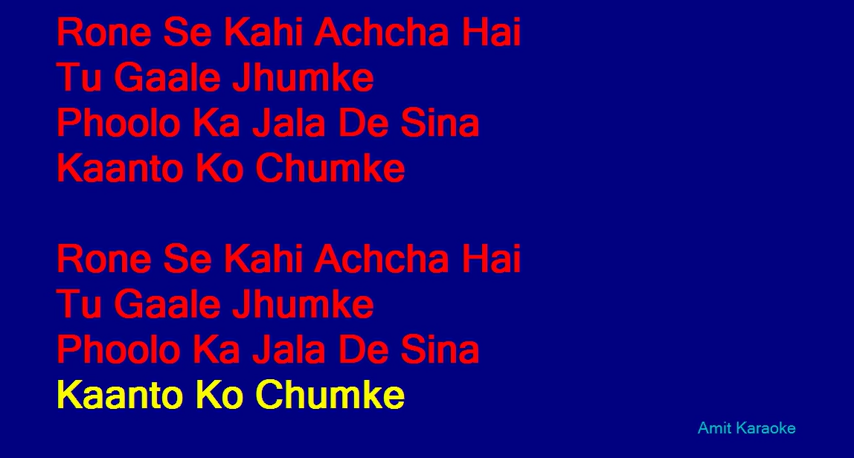 Rone Se Kahi Achcha Hai
Tu Gaale Jhumke
Phoolo Ka Jala De Sina
Kaanto Ko Chumke
Rone Se Kahi Achcha Hai
Tu Gaale Jhumke
Phoolo Ka Jala De Sina
Kaanto Ko Chumke
Amit Karaoke